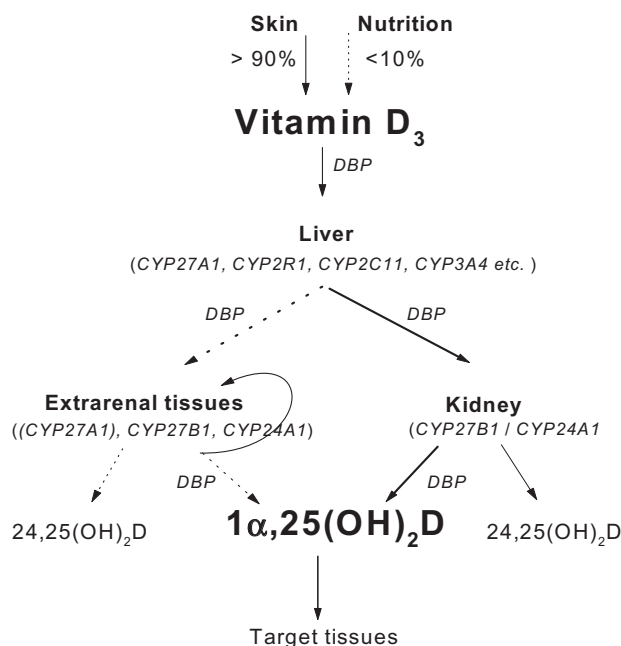 Skin Nutrition
> 90% <10%
Vitamin D₃
DBP
Liver
(CYP27A1, CYP2R1, CYP2C11, CYP3A4 etc. )
DBP DBP
Extrarenal tissues Kidney
((CYP27A1), CYP27B1, CYP24A1) (CYP27B1 / CYP24A1
DBP DBP
24,25(OH)₂D 1α,25(OH)₂D 24,25(OH)₂D
Target tissues